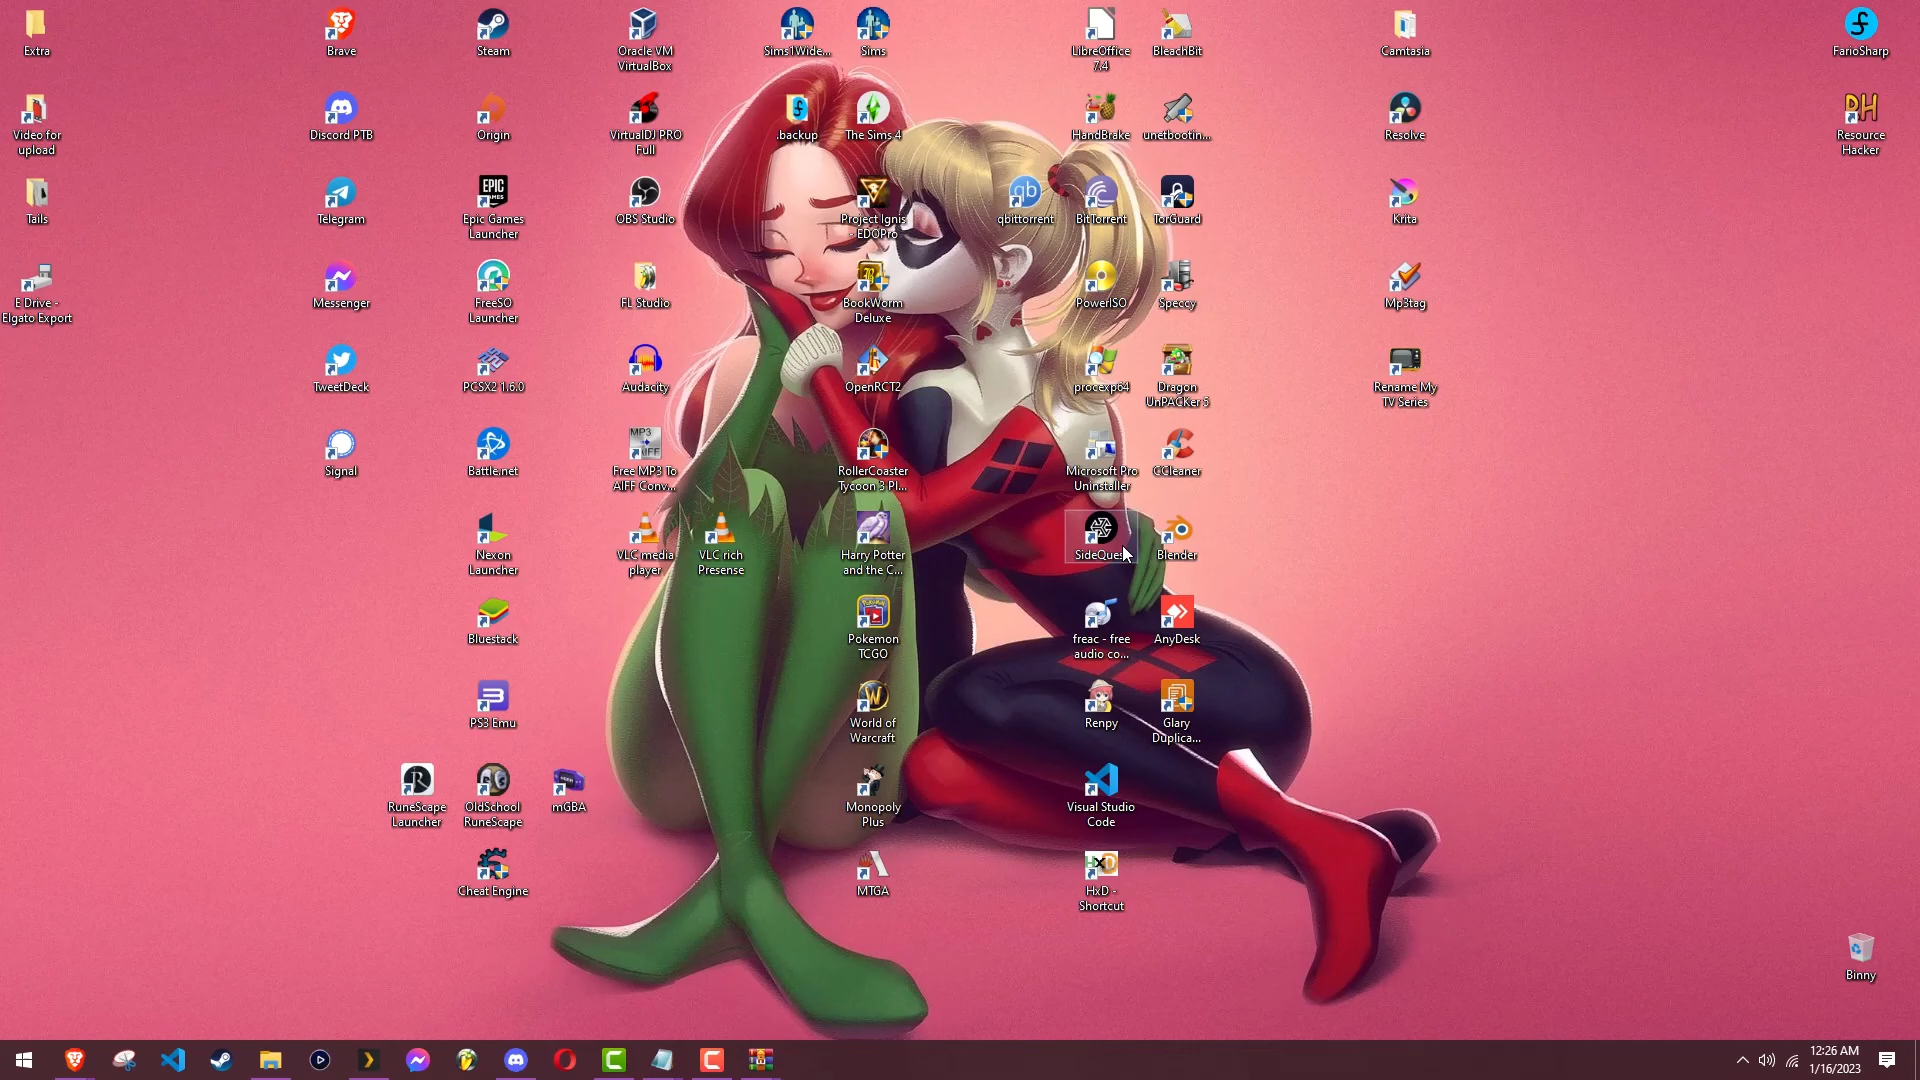 Extra
Brave
Steam
Oracle VM
VirtualBox
Sims1Wide...
Sims
LibreOffice
7.4
BleachBit
Camtasia
FarioSharp
Video for
upload
Discord PTB
Origin
VirtualDJ PRO
Full
.backup
The Sims 4
HandBrake
unetbootin...
Resolve
Resource
Hacker
Tails
Telegram
EPIC
GAMES
Epic Games
Launcher
OBS Studio
Project Ignis
- EDOPro
qb
qbittorrent
BitTorrent
TorGuard
Krita
E Drive -
Elgato Export
Messenger
FreeSO
Launcher
FL Studio
BookWorm
Deluxe
PowerISO
Speccy
Mp3tag
TweetDeck
PCSX2 1.6.0
Audacity
OpenRCT2
procexp64
Dragon
UnPACKer 5
Rename My
TV Series
Signal
Battle.net
MP3
AIFF
Free MP3 To
AIFF Conv...
RollerCoaster
Tycoon 3 Pl...
Microsoft Pro
Uninstaller
CCleaner
Nexon
Launcher
VLC media
player
VLC rich
Presense
Harry Potter
and the C...
SideQuest
Blender
Bluestack
Pokemon
TCGO
freac - free
audio co...
AnyDesk
PS3 Emu
World of
Warcraft
Renpy
Glary
Duplica...
RuneScape
Launcher
OldSchool
RuneScape
mGBA
Monopoly
Plus
Visual Studio
Code
Cheat Engine
MTGA
HxD
HxD -
Shortcut
Binny
12:26 AM
1/16/2023